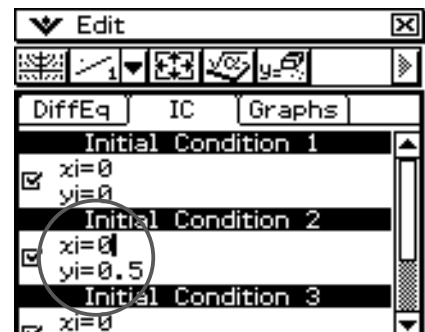 Edit
1 y=
DiffEq IC Graphs
Initial Condition 1
xi=0
yi=0
Initial Condition 2
xi=0
yi=0.5
Initial Condition 3
xi=0